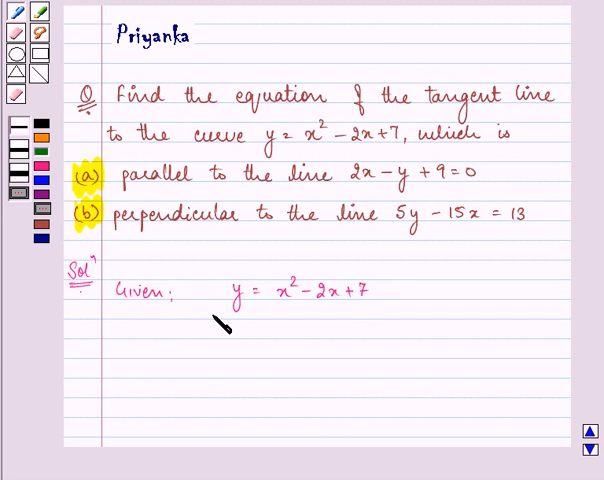 Priyanka
Q Find the equation of the tangent line
to the curve y = x² - 2x + 7, which is
(a) parallel to the line 2x - y + 9 = 0
(b) perpendicular to the line 5y - 15x = 13
Solⁿ
Given; y = x² - 2x + 7